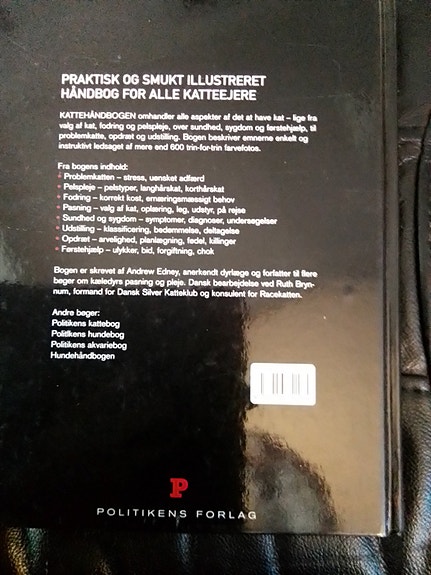 PRAKTISK OG SMUKT ILLUSTRERET
HÅNDBOG FOR ALLE KATTEEJERE
KATTEHÅNDBOGEN omhandler alle aspekter af det at have kat – lige fra
valg af kat, fodring og pelspleje, over sundhed, sygdom og førstehjælp, til
problemkatte, opdræt og udstilling. Bogen beskriver emnerne enkelt og
instruktivt ledsaget af mere end 600 trin-for-trin farvefotos.
Fra bogens indhold:
• Problemkatten – stress, uønsket adfærd
• Pelspleje – pelstyper, langhårskat, korthårskat
• Fodring – korrekt kost, ernæringsmæssigt behov
• Pasning – valg af kat, oplæring, leg, udstyr, på rejse
• Sundhed og sygdom – symptomer, diagnoser, undersøgelser
• Udstilling – klassificering, bedømmelse, deltagelse
• Opdræt – arvelighed, planlægning, fødsel, killinger
• Førstehjælp – ulykker, bid, forgiftning, chok
Bogen er skrevet af Andrew Edney, anerkendt dyrlæge og forfatter til flere
bøger om kæledyrs pasning og pleje. Dansk bearbejdelse ved Ruth Bryn-
num, formand for Dansk Silver Katteklub og konsulent for Racekatten.
Andre bøger:
Politikens kattebog
Politikens hundebog
Politikens akvariebog
Hundehåndbogen
P
POLITIKENS FORLAG